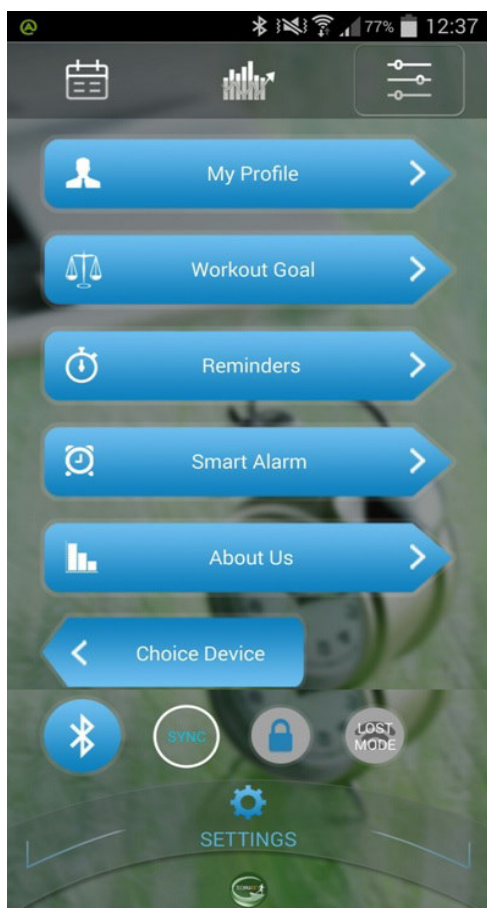 77% 12:37
My Profile
Workout Goal
Reminders
Smart Alarm
About Us
Choice Device
SYNC
LOST
MODE
SETTINGS